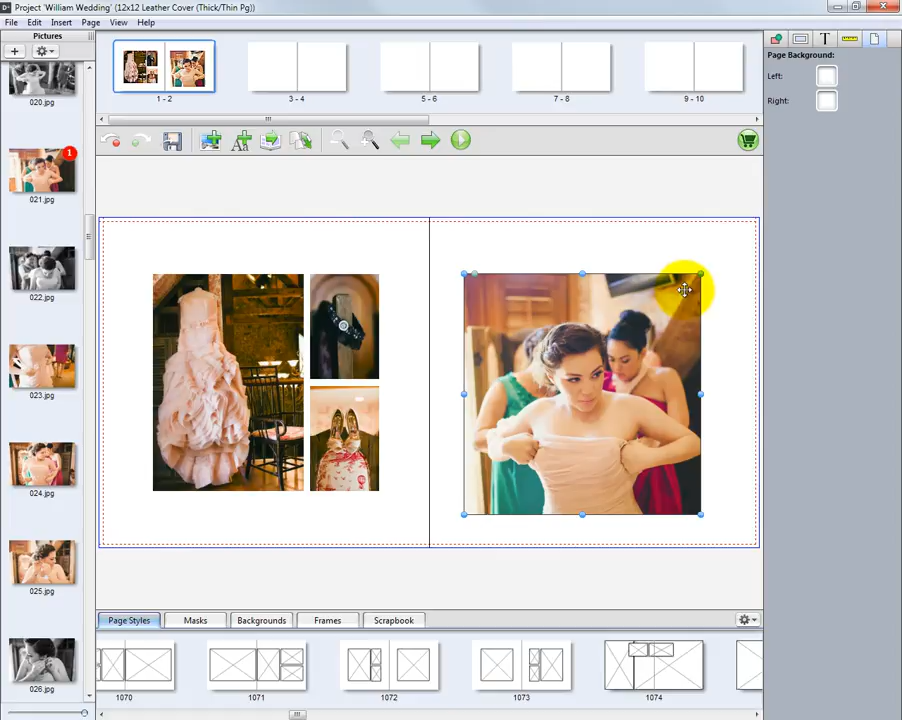 Project 'William Wedding' (12x12 Leather Cover (Thick/Thin Pg))
File Edit Insert Page View Help
Pictures
020.jpg
1
021.jpg
022.jpg
023.jpg
024.jpg
025.jpg
026.jpg
1 - 2
3 - 4
5 - 6
7 - 8
9 - 10
Page Background:
Left:
Right:
Page Styles
Masks
Backgrounds
Frames
Scrapbook
1070
1071
1072
1073
1074